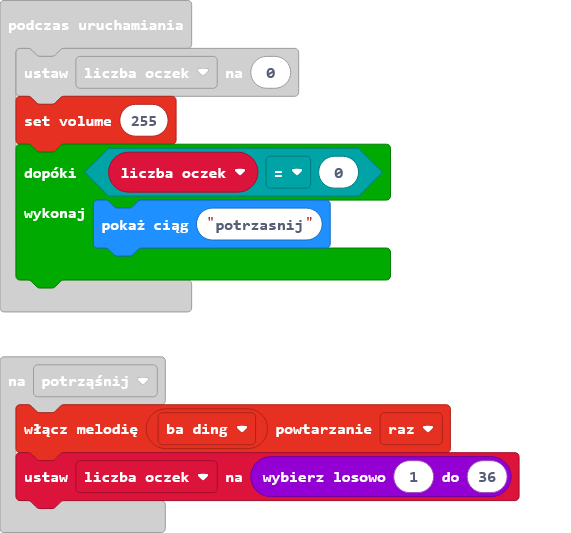 podczas uruchamiania
ustaw liczba oczek na 0
set volume 255
dopóki liczba oczek = 0
wykonaj
pokaż ciąg "potrzasnij"
na potrząśnij
włącz melodię ba ding powtarzanie raz
ustaw liczba oczek na wybierz losowo 1 do 36